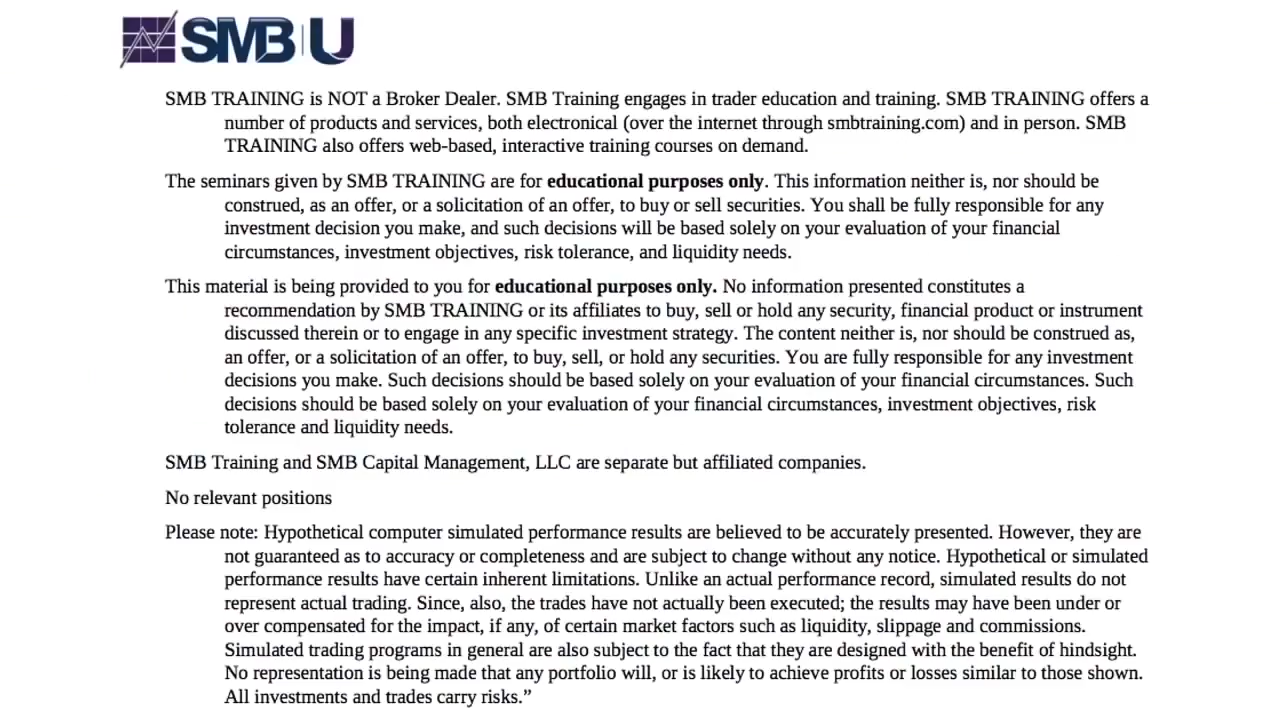 SMB U
SMB TRAINING is NOT a Broker Dealer. SMB Training engages in trader education and training. SMB TRAINING offers a
number of products and services, both electronical (over the internet through smbtraining.com) and in person. SMB
TRAINING also offers web-based, interactive training courses on demand.
The seminars given by SMB TRAINING are for educational purposes only. This information neither is, nor should be
construed, as an offer, or a solicitation of an offer, to buy or sell securities. You shall be fully responsible for any
investment decision you make, and such decisions will be based solely on your evaluation of your financial
circumstances, investment objectives, risk tolerance, and liquidity needs.
This material is being provided to you for educational purposes only. No information presented constitutes a
recommendation by SMB TRAINING or its affiliates to buy, sell or hold any security, financial product or instrument
discussed therein or to engage in any specific investment strategy. The content neither is, nor should be construed as,
an offer, or a solicitation of an offer, to buy, sell, or hold any securities. You are fully responsible for any investment
decisions you make. Such decisions should be based solely on your evaluation of your financial circumstances. Such
decisions should be based solely on your evaluation of your financial circumstances, investment objectives, risk
tolerance and liquidity needs.
SMB Training and SMB Capital Management, LLC are separate but affiliated companies.
No relevant positions
Please note: Hypothetical computer simulated performance results are believed to be accurately presented. However, they are
not guaranteed as to accuracy or completeness and are subject to change without any notice. Hypothetical or simulated
performance results have certain inherent limitations. Unlike an actual performance record, simulated results do not
represent actual trading. Since, also, the trades have not actually been executed; the results may have been under or
over compensated for the impact, if any, of certain market factors such as liquidity, slippage and commissions.
Simulated trading programs in general are also subject to the fact that they are designed with the benefit of hindsight.
No representation is being made that any portfolio will, or is likely to achieve profits or losses similar to those shown.
All investments and trades carry risks.”